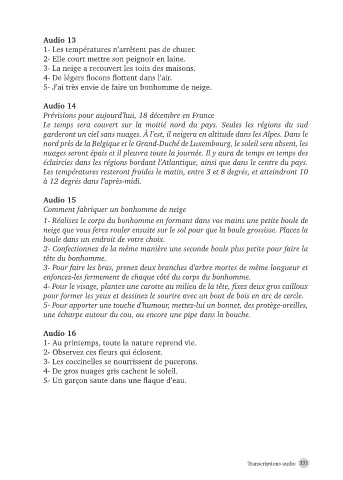 Audio 13
1- Les températures n'arrêtent pas de chuter.
2- Elle court mettre son peignoir en laine.
3- La neige a recouvert les toits des maisons.
4- De légers flocons flottent dans l'air.
5- J'ai très envie de faire un bonhomme de neige.
Audio 14
Prévisions pour aujourd'hui, 18 décembre en France
Le temps sera couvert sur la moitié nord du pays. Seules les régions du sud
garderont un ciel sans nuages. À l'est, il neigera en altitude dans les Alpes. Dans le
nord près de la Belgique et le Grand-Duché de Luxembourg, le soleil sera absent, les
nuages seront épais et il pleuvra toute la journée. Il y aura de temps en temps des
éclaircies dans les régions bordant l'Atlantique, ainsi que dans le centre du pays.
Les températures resteront froides le matin, entre 3 et 8 degrés, et atteindront 10
à 12 degrés dans l'après-midi.
Audio 15
Comment fabriquer un bonhomme de neige
1- Réalisez le corps du bonhomme en formant dans vos mains une petite boule de
neige que vous ferez rouler ensuite sur le sol pour que la boule grossisse. Placez la
boule dans un endroit de votre choix.
2- Confectionnez de la même manière une seconde boule plus petite pour faire la
tête du bonhomme.
3- Pour faire les bras, prenez deux branches d'arbre mortes de même longueur et
enfoncez-les fermement de chaque côté du corps du bonhomme.
4- Pour le visage, plantez une carotte au milieu de la tête, fixez deux gros cailloux
pour former les yeux et dessinez le sourire avec un bout de bois en arc de cercle.
5- Pour apporter une touche d'humour, mettez-lui un bonnet, des protège-oreilles,
une écharpe autour du cou, ou encore une pipe dans la bouche.
Audio 16
1- Au printemps, toute la nature reprend vie.
2- Observez ces fleurs qui éclosent.
3- Les coccinelles se nourrissent de pucerons.
4- De gros nuages gris cachent le soleil.
5- Un garçon saute dans une flaque d'eau.
Transcriptions audio 331